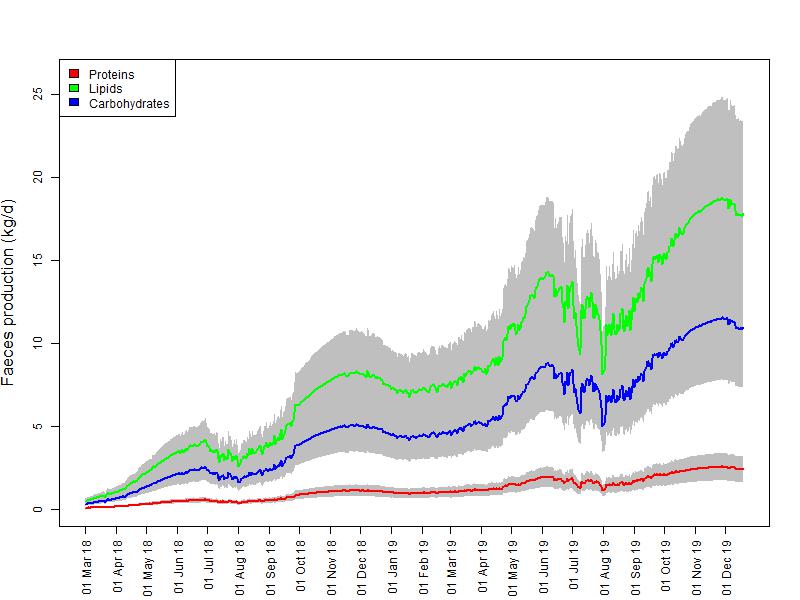 Proteins
Lipids
Carbohydrates
Faeces production (kg/d)
25
20
15
10
5
0
01 Mar 18
01 Apr 18
01 May 18
01 Jun 18
01 Jul 18
01 Aug 18
01 Sep 18
01 Oct 18
01 Nov 18
01 Dec 18
01 Jan 19
01 Feb 19
01 Mar 19
01 Apr 19
01 May 19
01 Jun 19
01 Jul 19
01 Aug 19
01 Sep 19
01 Oct 19
01 Nov 19
01 Dec 19